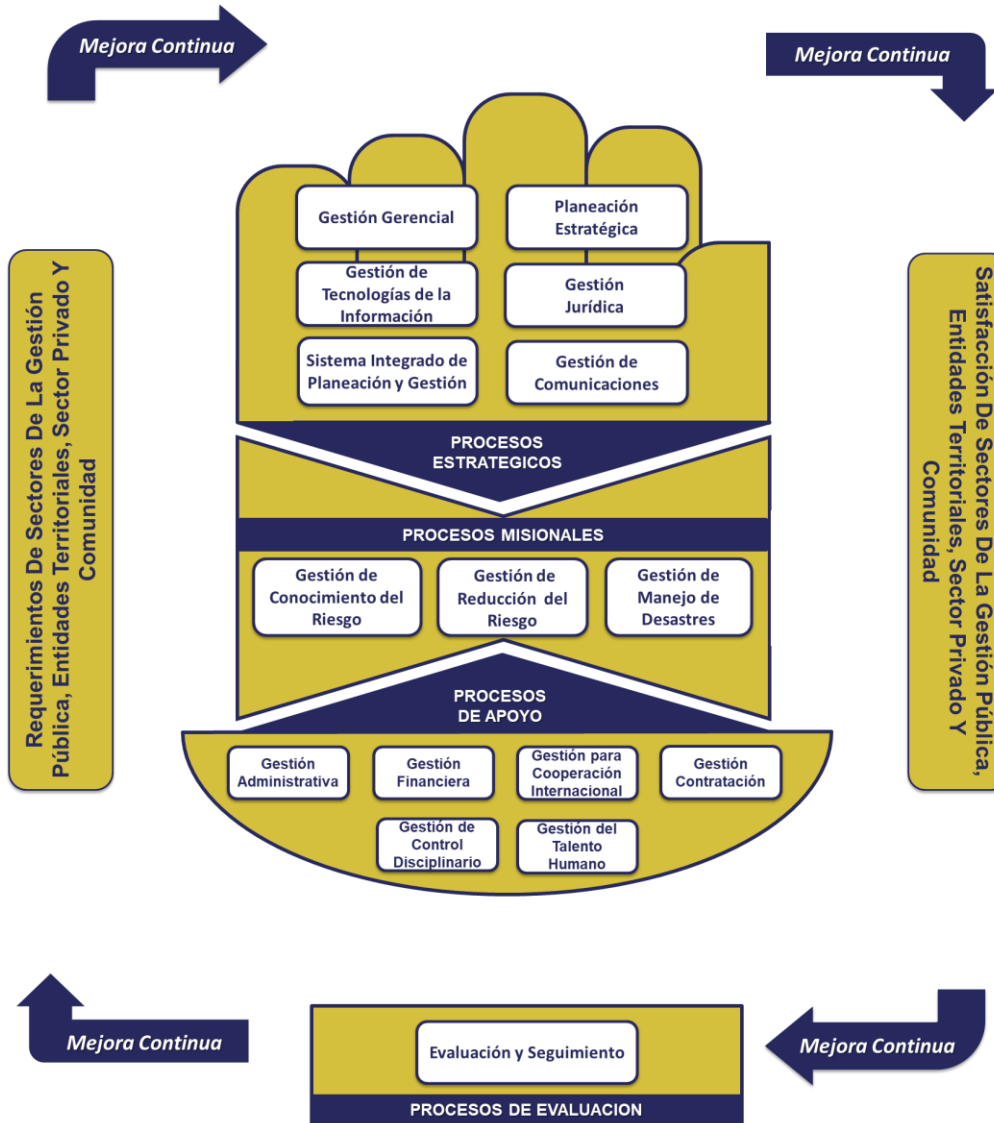 Mejora Continua
Mejora Continua
Requerimientos De Sectores De La Gestión
Pública, Entidades Territoriales, Sector Privado Y
Comunidad
Gestión Gerencial
Planeación
Estratégica
Gestión de
Tecnologías de la
Información
Gestión
Jurídica
Sistema Integrado de
Planeación y Gestión
Gestión de
Comunicaciones
PROCESOS
ESTRATEGICOS
PROCESOS MISIONALES
Gestión de
Conocimiento del
Riesgo
Gestión de
Reducción del
Riesgo
Gestión de
Manejo de
Desastres
PROCESOS
DE APOYO
Gestión
Administrativa
Gestión
Financiera
Gestión para
Cooperación
Internacional
Gestión
Contratación
Gestión de
Control
Disciplinario
Gestión del
Talento
Humano
Satisfacción De Sectores De La Gestión Pública,
Entidades Territoriales, Sector Privado Y
Comunidad
Mejora Continua
Evaluación y Seguimiento
PROCESOS DE EVALUACION
Mejora Continua